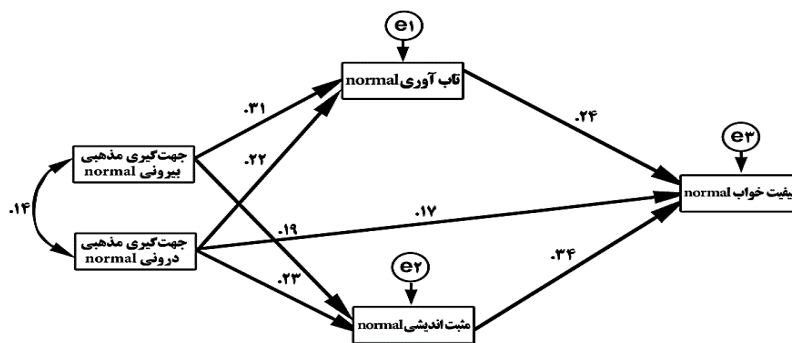 e۱
تاب آوری normal
.۳۱
.۲۴
.۲۲
e۳
جهت‌گیری مذهبی
بیرونی normal
کیفیت خواب normal
.۱۴
.۱۷
جهت‌گیری مذهبی
درونی normal
.۱۹
.۲۳
e۲
.۳۴
مثبت اندیشی normal